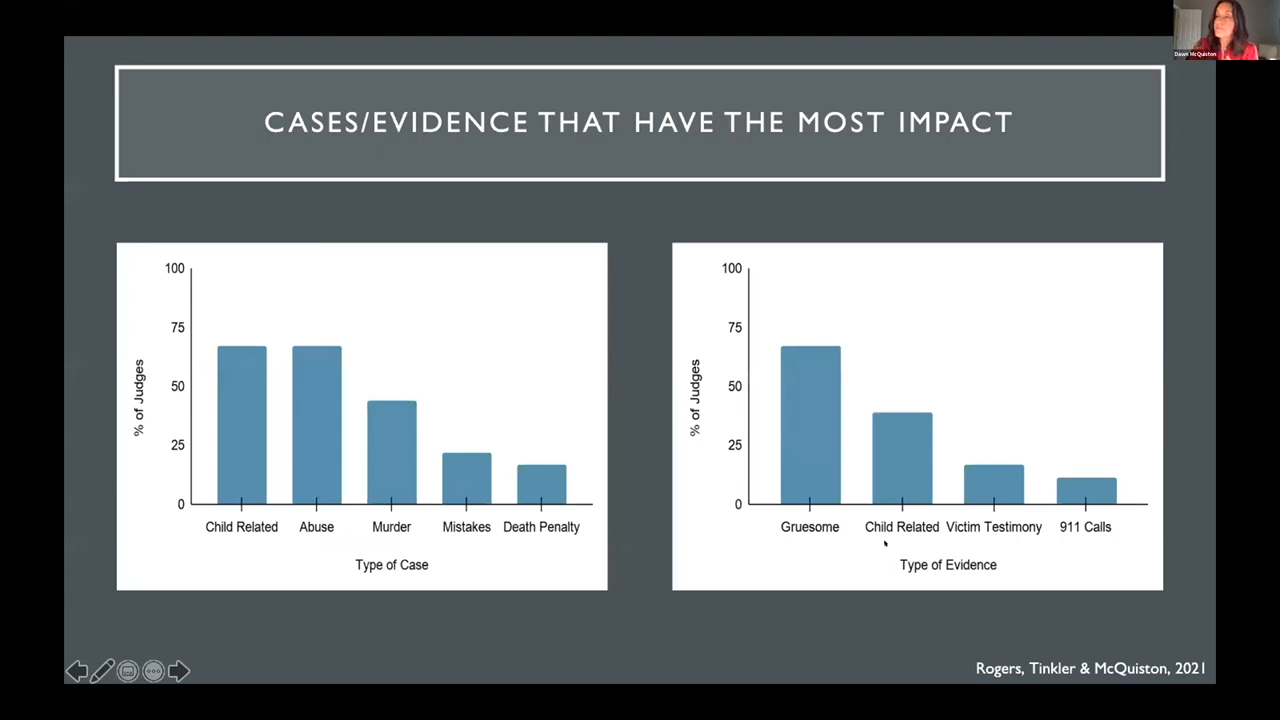 Dawn McQuiston
CASES/EVIDENCE THAT HAVE THE MOST IMPACT
100
75
50
25
0
% of Judges
Child Related
Abuse
Murder
Mistakes
Death Penalty
Type of Case
100
75
50
25
0
% of Judges
Gruesome
Child Related
Victim Testimony
911 Calls
Type of Evidence
Rogers, Tinkler & McQuiston, 2021